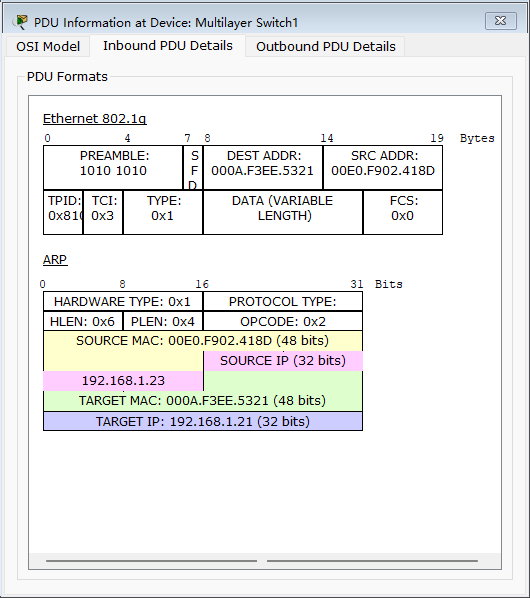 PDU Information at Device: Multilayer Switch1
OSI Model Inbound PDU Details Outbound PDU Details
PDU Formats
Ethernet 802.1q
0 4 7 8 14 19 Bytes
PREAMBLE: 1010 1010
SFD
DEST ADDR: 000A.F3EE.5321
SRC ADDR: 00E0.F902.418D
TPID: 0x810
TCI: 0x3
TYPE: 0x1
DATA (VARIABLE LENGTH)
FCS: 0x0
ARP
0 8 16 31 Bits
HARDWARE TYPE: 0x1 PROTOCOL TYPE:
HLEN: 0x6 PLEN: 0x4 OPCODE: 0x2
SOURCE MAC: 00E0.F902.418D (48 bits)
SOURCE IP (32 bits)
192.168.1.23
TARGET MAC: 000A.F3EE.5321 (48 bits)
TARGET IP: 192.168.1.21 (32 bits)